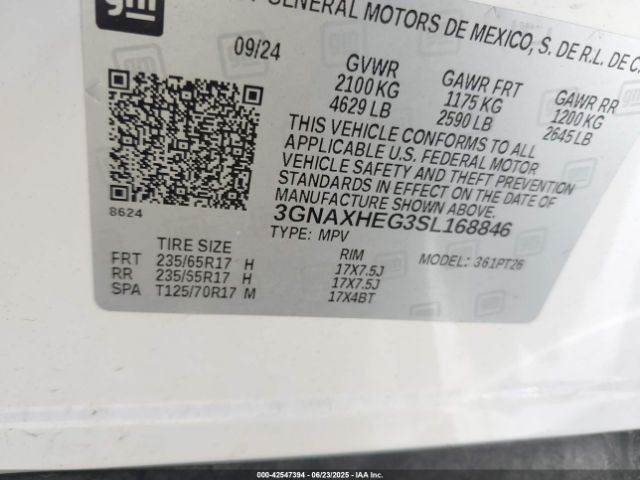 gm
GENERAL MOTORS DE MEXICO, S. DE R.L. DE C.
09/24
GVWR GAWR FRT GAWR RR
2100 KG 1175 KG 1200 KG
4629 LB 2590 LB 2645 LB
THIS VEHICLE CONFORMS TO ALL
APPLICABLE U.S. FEDERAL MOTOR
VEHICLE SAFETY AND THEFT PREVENTION
STANDARDS IN EFFECT ON THE DATE OF
MANUFACTURE SHOWN ABOVE.
8624
3GNAXHEG3SL168846
TYPE: MPV
MODEL: 361PT26
TIRE SIZE RIM
FRT 235/65R17 H 17X7.5J
RR 235/65R17 H 17X7.5J
SPA T125/70R17 M 17X4BT
000-42547394 - 06/23/2025 - IAAI.COM